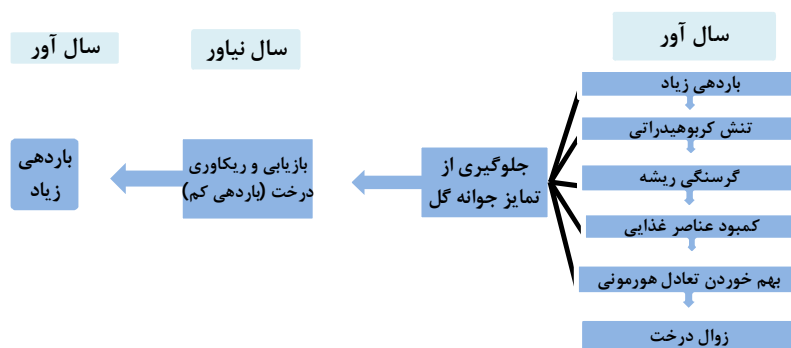 سال آور
سال نیاور
سال آور
باردهی زیاد
تنش کربوهیدراتی
گرسنگی ریشه
کمبود عناصر غذایی
بهم خوردن تعادل هورمونی
زوال درخت
جلوگیری از
تمایز جوانه گل
بازیابی و ریکاوری
درخت (باردهی کم)
باردهی
زیاد